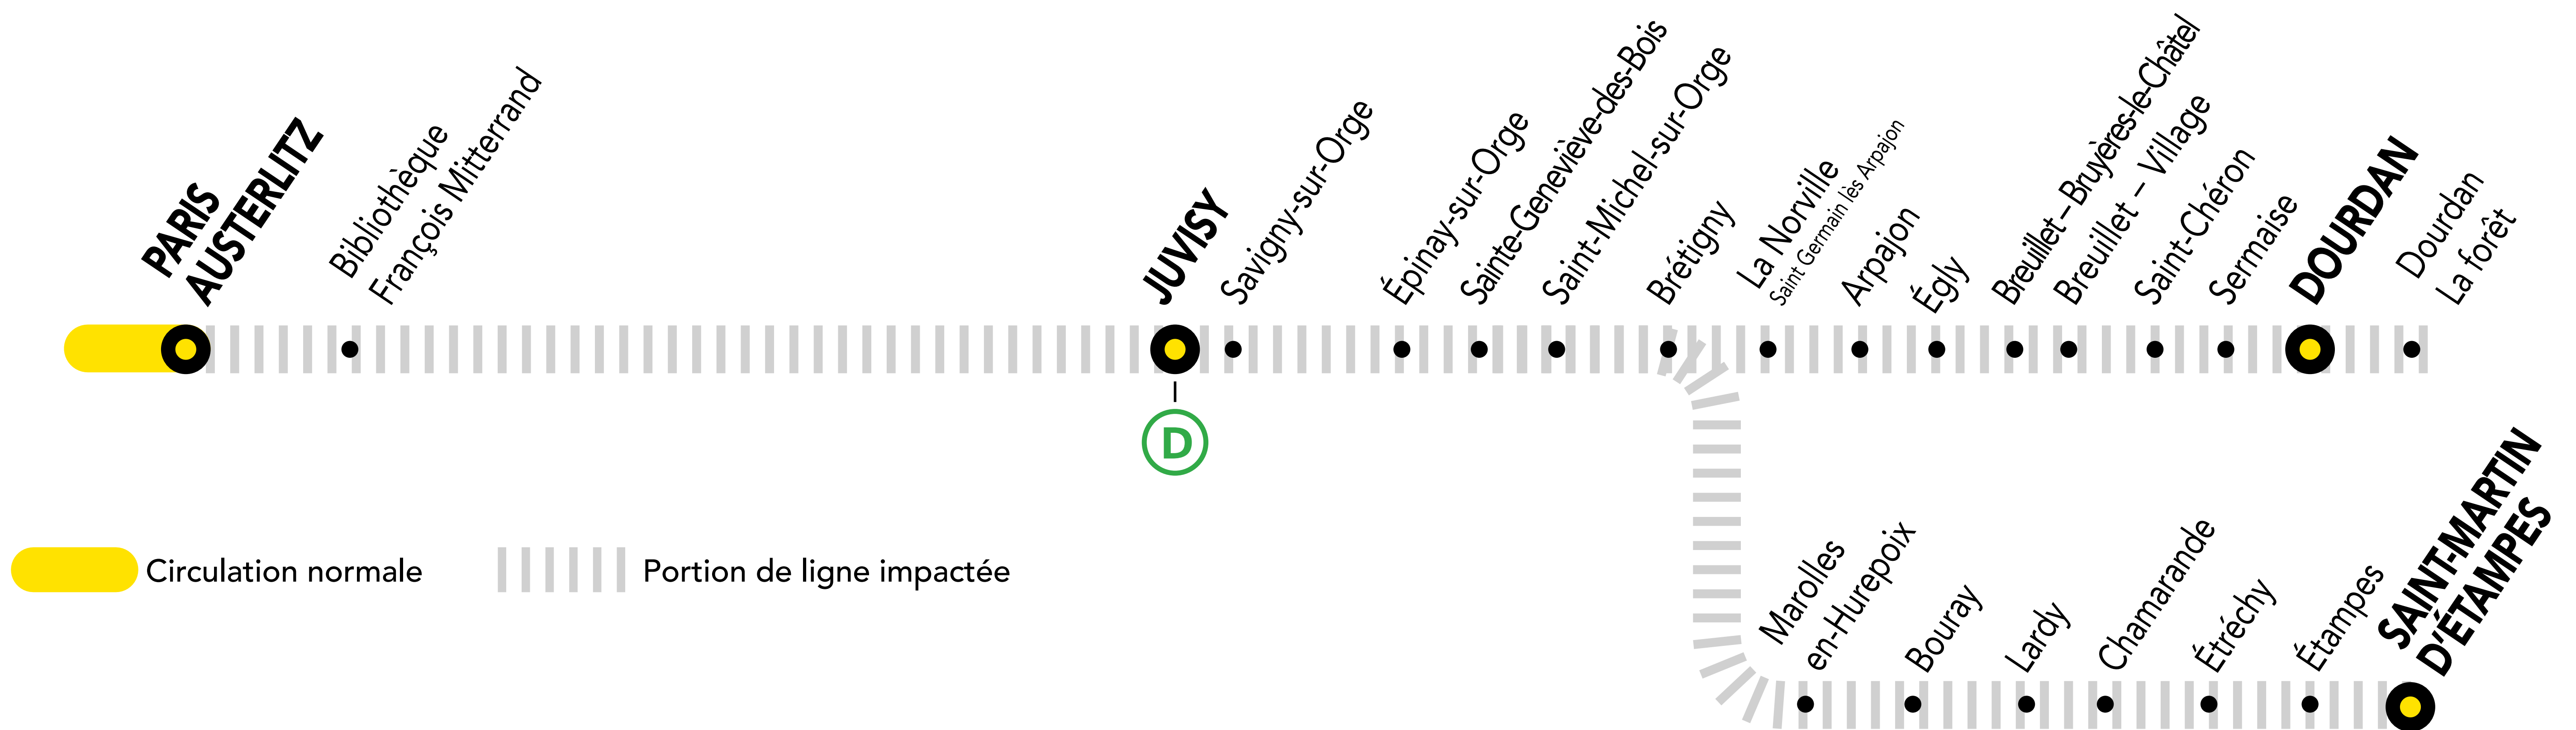 PARIS
AUSTERLITZ
Bibliothèque
François Mitterrand
JUVISY
Savigny-sur-Orge
Épinay-sur-Orge
Sainte-Geneviève-des-Bois
Saint-Michel-sur-Orge
Brétigny
La Norville
Saint Germain lès Arpajon
Arpajon
Égly
Breuillet – Bruyères-le-Châtel
Breuillet – Village
Saint-Chéron
Sermaise
DOURDAN
Dourdan
La forêt
D
Circulation normale
Portion de ligne impactée
Marolles
en-Hurepoix
Bouray
Lardy
Chamarande
Étréchy
Étampes
SAINT-MARTIN
D'ÉTAMPES